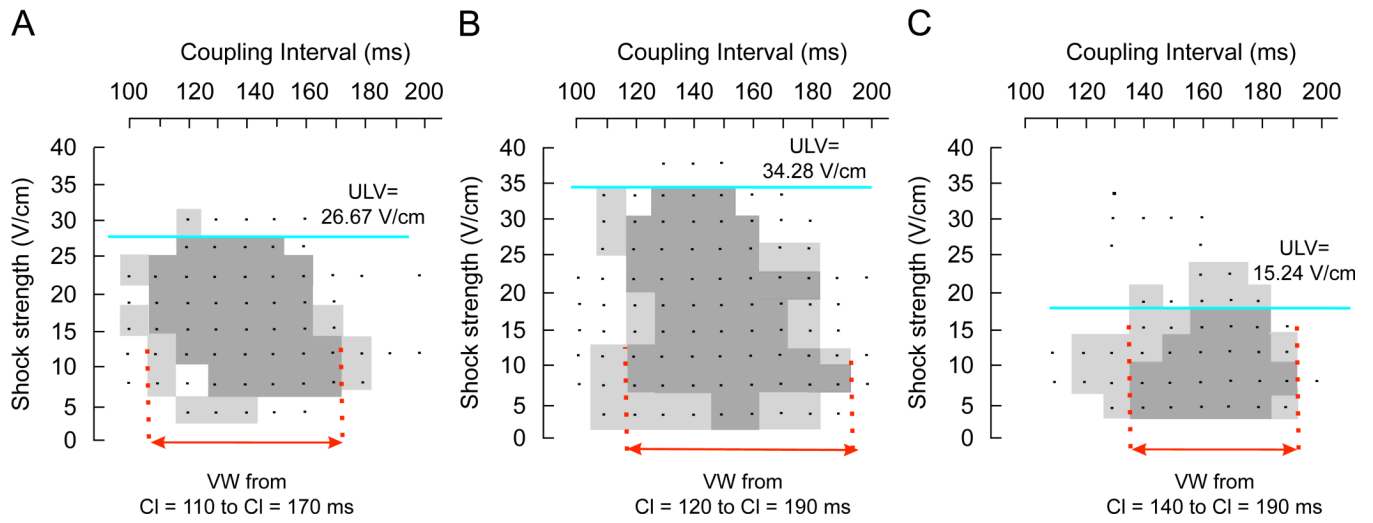 A
Coupling Interval (ms)
100 120 140 160 180 200
Shock strength (V/cm)
40
35
30
25
20
15
10
5
0
ULV=
26.67 V/cm
VW from
CI = 110 to CI = 170 ms
B
Coupling Interval (ms)
100 120 140 160 180 200
Shock strength (V/cm)
40
35
30
25
20
15
10
5
0
ULV=
34.28 V/cm
VW from
CI = 120 to CI = 190 ms
C
Coupling Interval (ms)
100 120 140 160 180 200
Shock strength (V/cm)
40
35
30
25
20
15
10
5
0
ULV=
15.24 V/cm
VW from
CI = 140 to CI = 190 ms